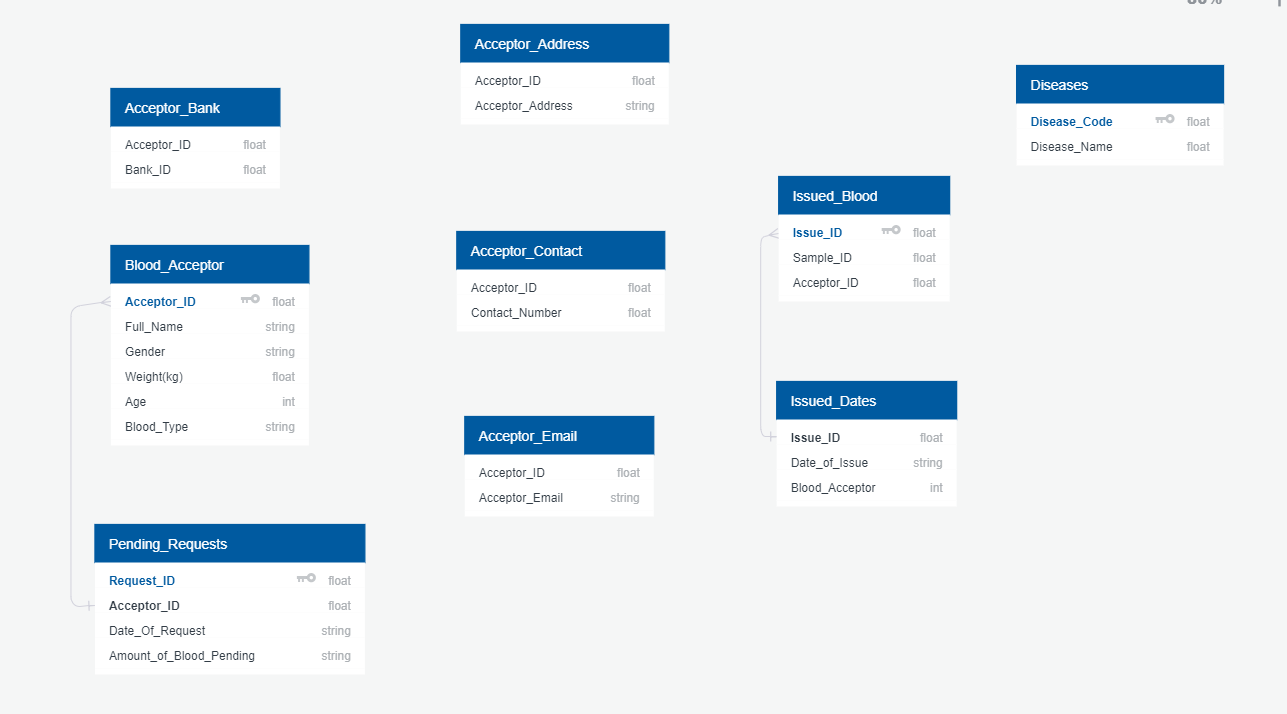 Acceptor_Address
Acceptor_ID float
Acceptor_Address string
Diseases
Disease_Code float
Disease_Name float
Acceptor_Bank
Acceptor_ID float
Bank_ID float
Issued_Blood
Issue_ID float
Sample_ID float
Acceptor_ID float
Blood_Acceptor
Acceptor_ID float
Full_Name string
Gender string
Weight(kg) float
Age int
Blood_Type string
Acceptor_Contact
Acceptor_ID float
Contact_Number float
Issued_Dates
Issue_ID float
Date_of_Issue string
Blood_Acceptor int
Acceptor_Email
Acceptor_ID float
Acceptor_Email string
Pending_Requests
Request_ID float
Acceptor_ID float
Date_Of_Request string
Amount_of_Blood_Pending string